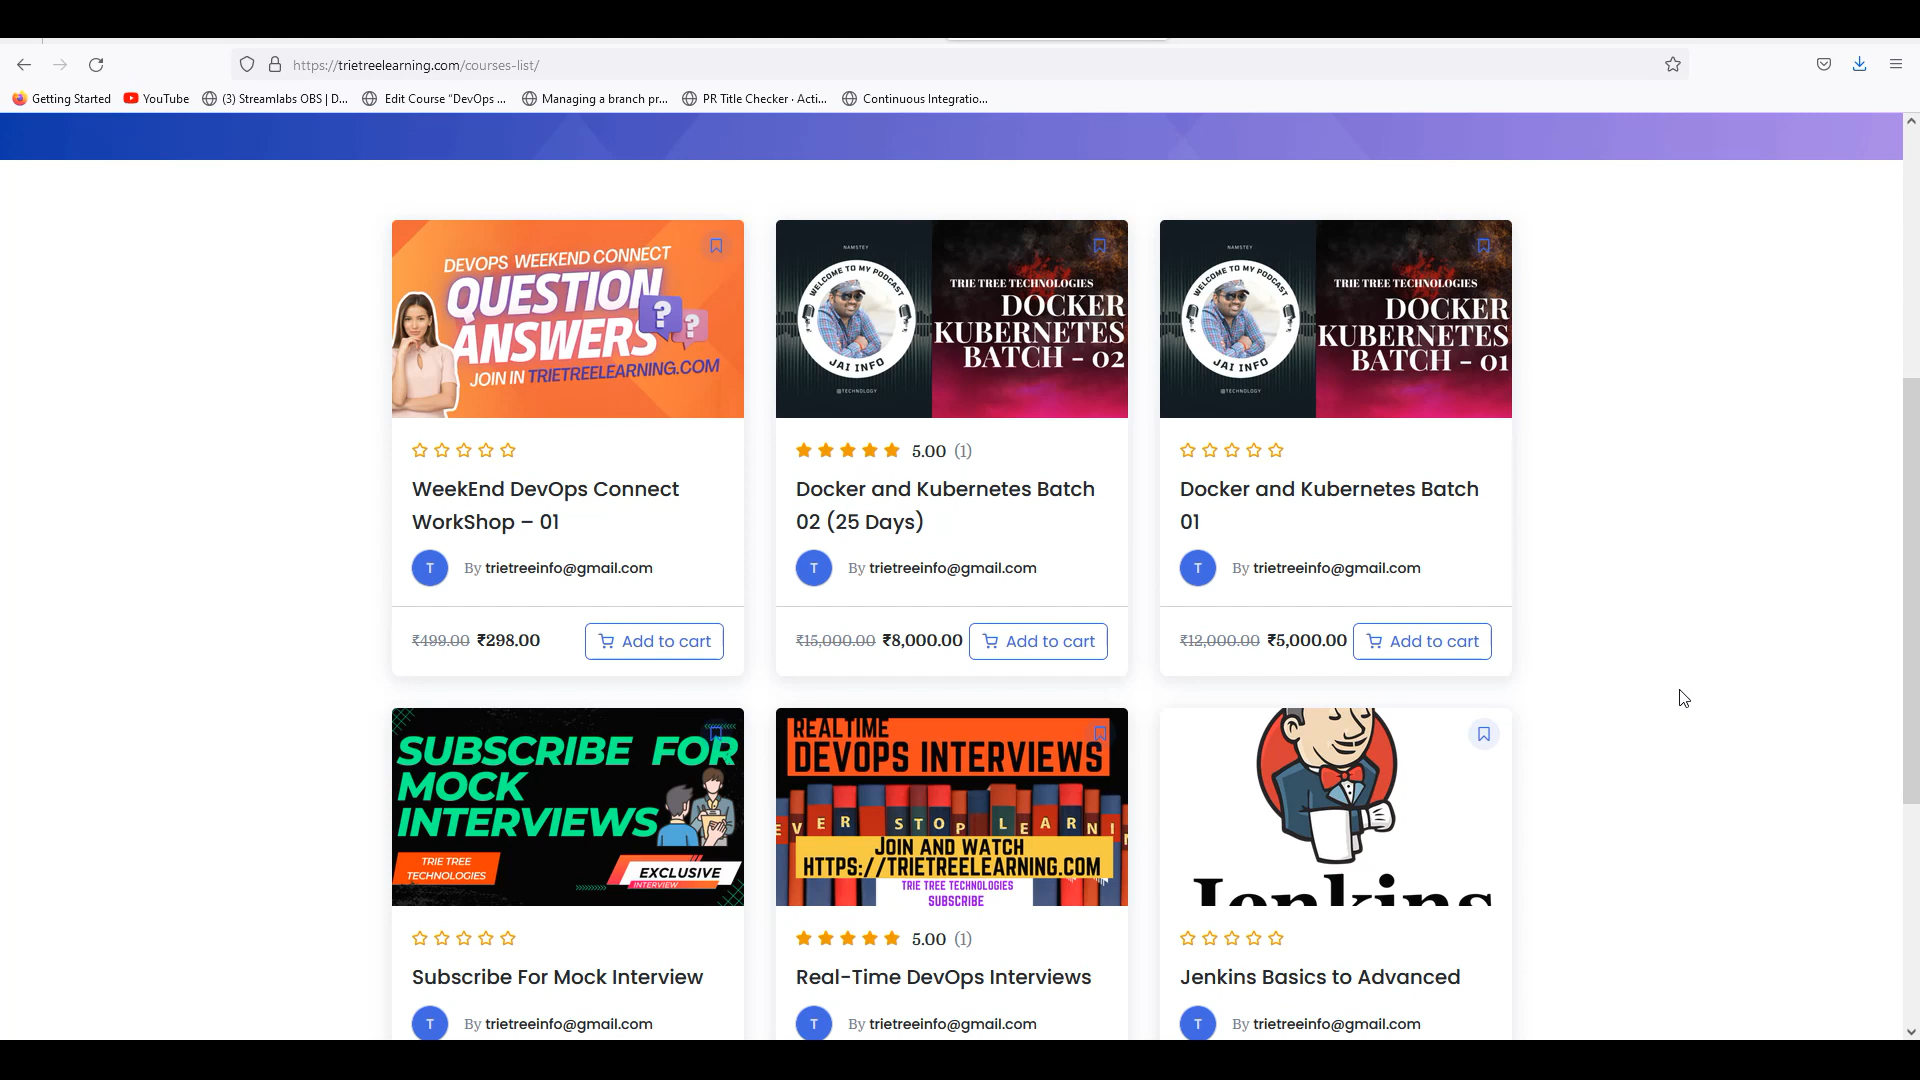 https://trietreelearning.com/courses-list/
Getting Started
YouTube
(3) Streamlabs OBS | D...
Edit Course “DevOps ...
Managing a branch pr...
PR Title Checker · Acti...
Continuous Integratio...
DEVOPS WEEKEND CONNECT
QUESTION
ANSWERS
JOIN IN TRIETREELEARNING.COM
?
?
WeekEnd DevOps Connect
WorkShop – 01
T
By trietreeinfo@gmail.com
₹499.00 ₹298.00
Add to cart
NAMSTEY
WELCOME TO MY PODCAST
JAI INFO
@TECHNOLOGY
TRIE TREE TECHNOLOGIES
DOCKER
KUBERNETES
BATCH - 02
5.00 (1)
Docker and Kubernetes Batch
02 (25 Days)
T
By trietreeinfo@gmail.com
₹15,000.00 ₹8,000.00
Add to cart
NAMSTEY
WELCOME TO MY PODCAST
JAI INFO
@TECHNOLOGY
TRIE TREE TECHNOLOGIES
DOCKER
KUBERNETES
BATCH - 01
Docker and Kubernetes Batch
01
T
By trietreeinfo@gmail.com
₹12,000.00 ₹5,000.00
Add to cart
SUBSCRIBE FOR
MOCK
INTERVIEWS
TRIE TREE
TECHNOLOGIES
EXCLUSIVE
INTERVIEW
Subscribe For Mock Interview
T
By trietreeinfo@gmail.com
REALTIME
DEVOPS INTERVIEWS
EVER STOP LEARNI
JOIN AND WATCH
HTTPS://TRIETREELEARNING.COM
TRIE TREE TECHNOLOGIES
SUBSCRIBE
5.00 (1)
Real-Time DevOps Interviews
T
By trietreeinfo@gmail.com
Jenkins
Jenkins Basics to Advanced
T
By trietreeinfo@gmail.com